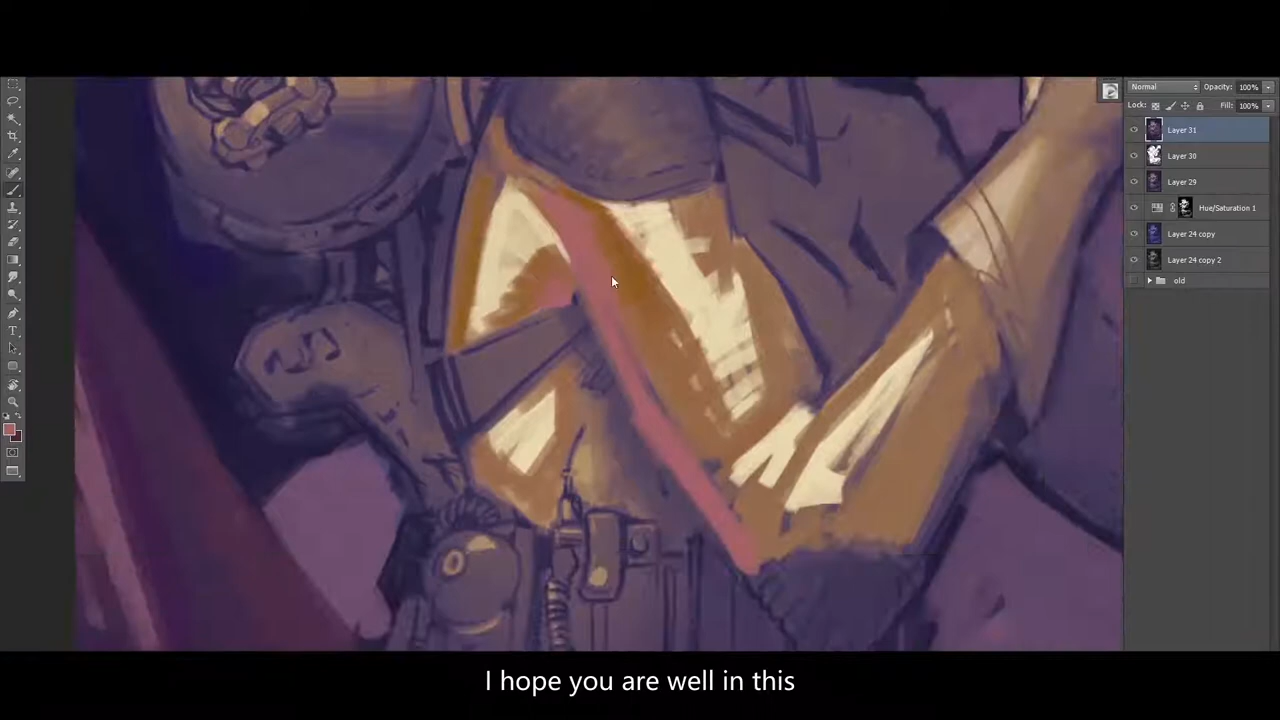 Normal
Opacity: 100%
Lock:
Fill: 100%
Layer 31
Layer 30
Layer 29
Hue/Saturation 1
Layer 24 copy
Layer 24 copy 2
old
I hope you are well in this